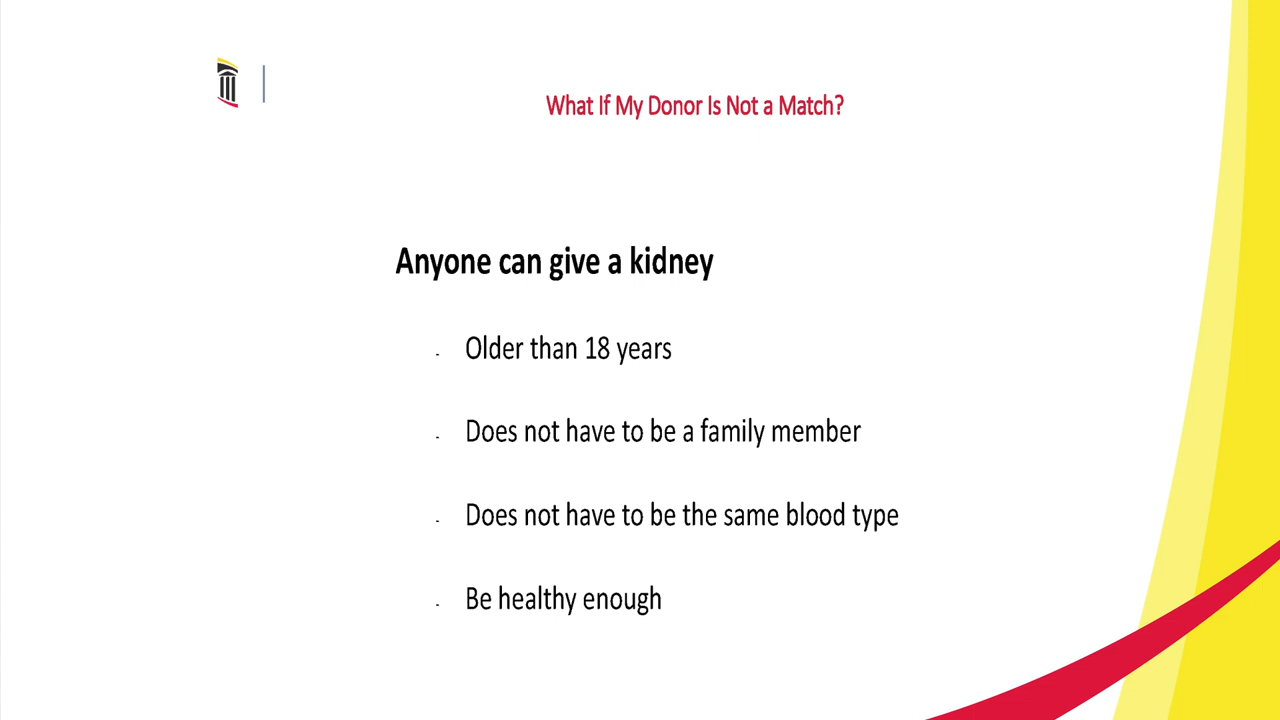 What If My Donor Is Not a Match?
Anyone can give a kidney
- Older than 18 years
- Does not have to be a family member
- Does not have to be the same blood type
- Be healthy enough